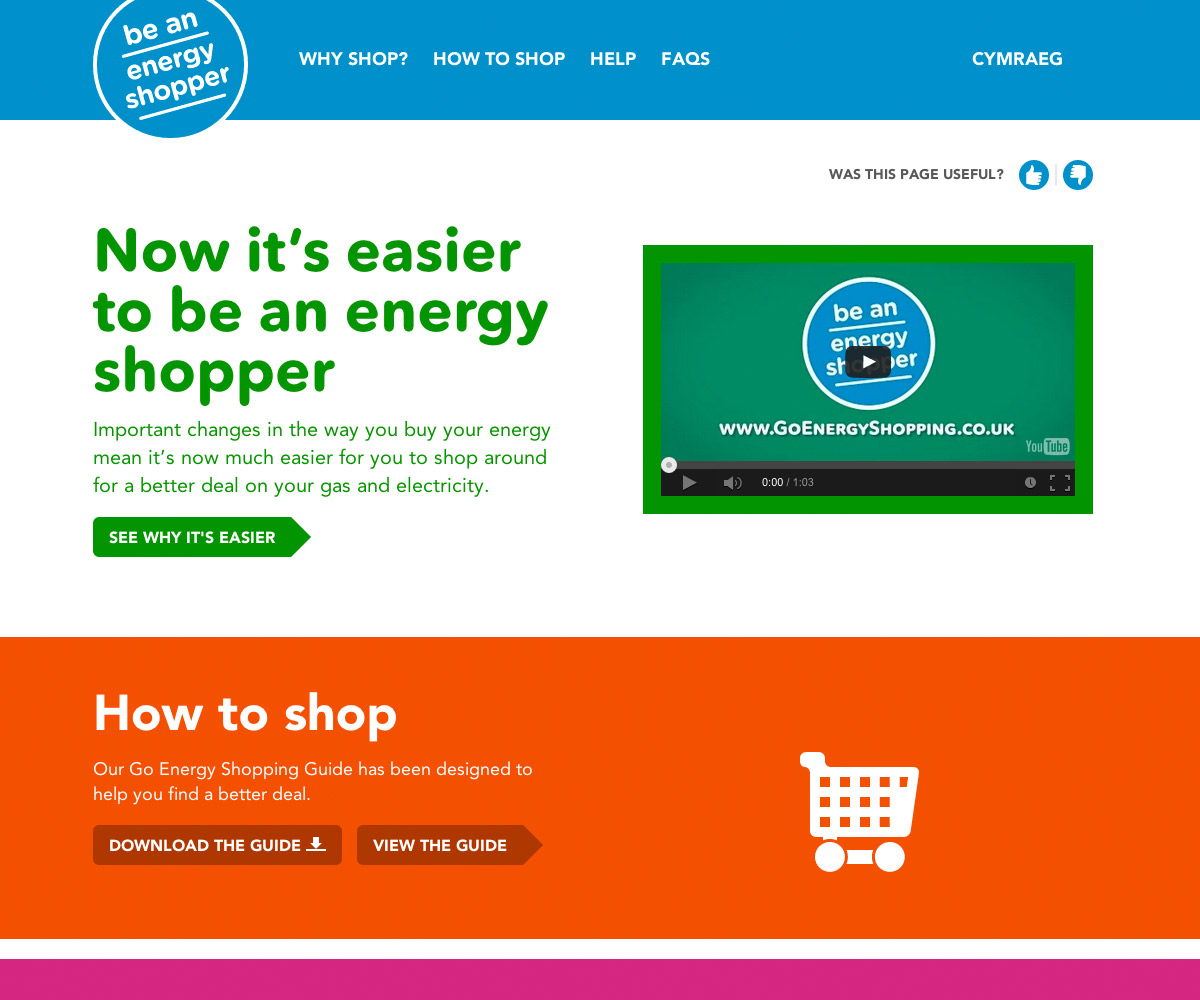 be an
energy
shopper
WHY SHOP? HOW TO SHOP HELP FAQS CYMRAEG
WAS THIS PAGE USEFUL?
Now it’s easier
to be an energy
shopper
Important changes in the way you buy your energy
mean it’s now much easier for you to shop around
for a better deal on your gas and electricity.
SEE WHY IT'S EASIER
be an
energy
shopper
www.GoEnergyShopping.co.uk
YouTube
0:00 / 1:03
How to shop
Our Go Energy Shopping Guide has been designed to
help you find a better deal.
DOWNLOAD THE GUIDE VIEW THE GUIDE